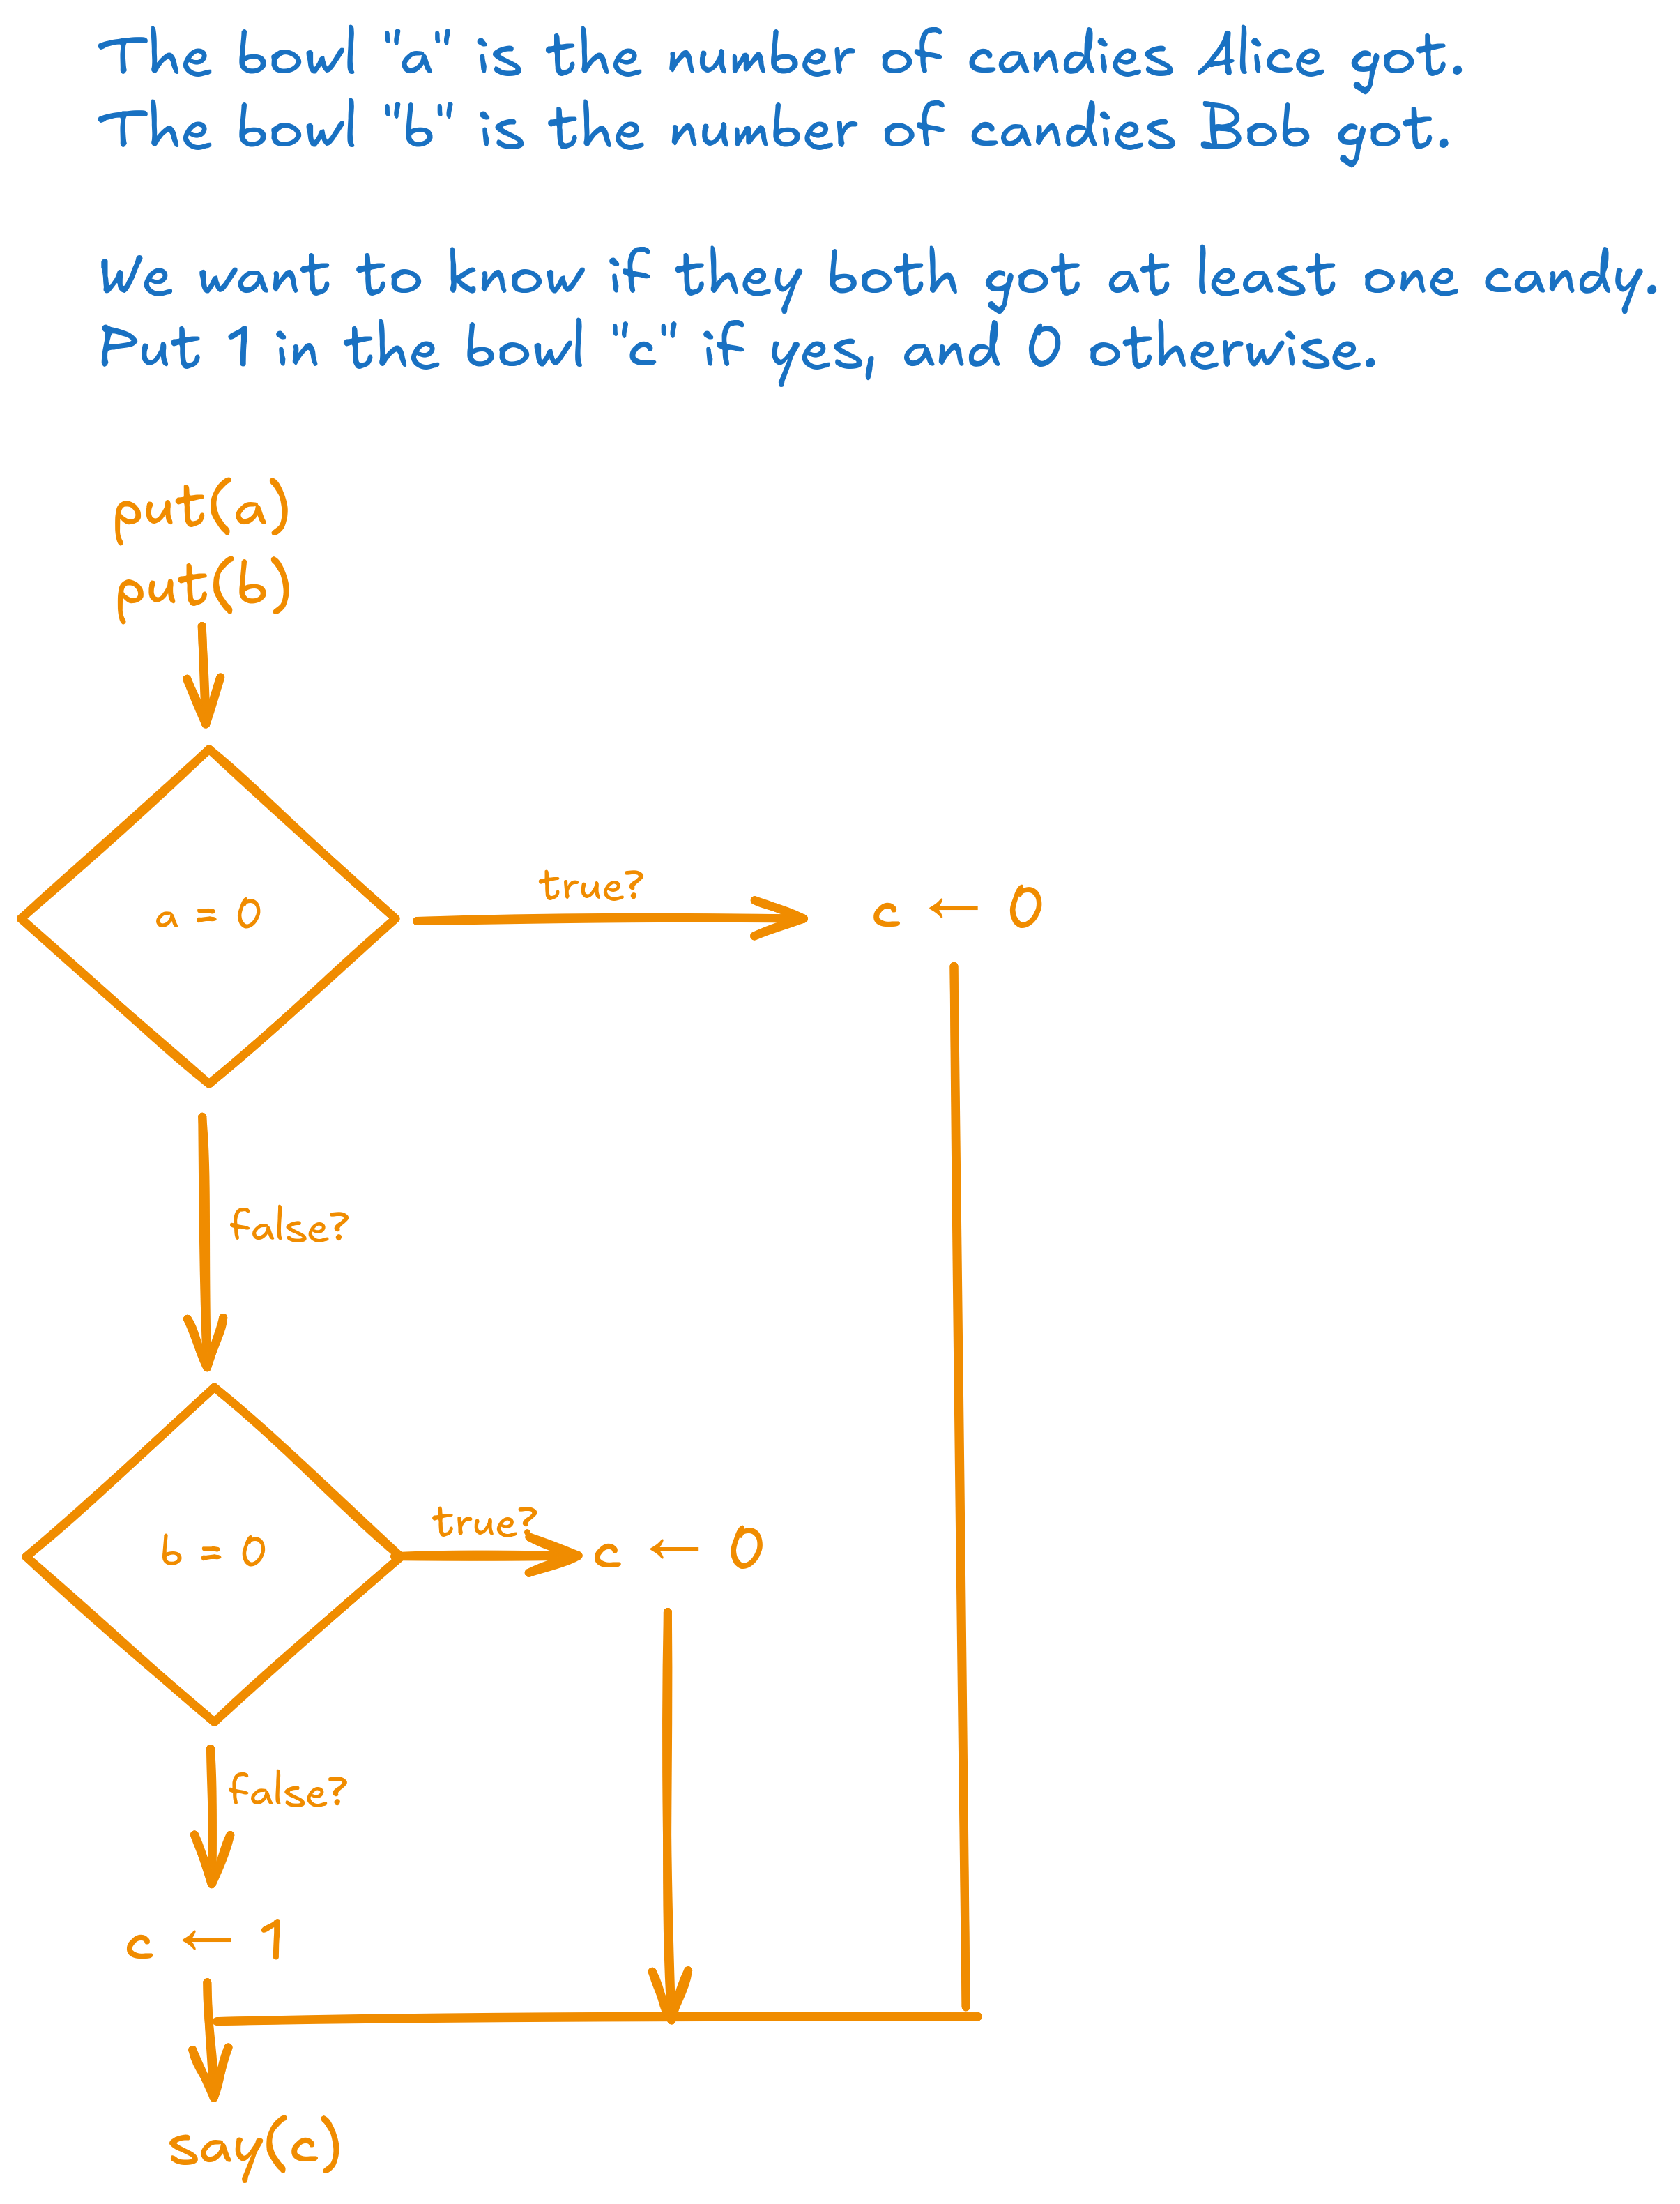 The bowl "a" is the number of candies Alice got.
The bowl "b" is the number of candies Bob got.
We want to know if they both got at least one candy.
Put 1 in the bowl "c" if yes, and 0 otherwise.
put(a)
put(b)
a = 0
true?
c ← 0
false?
b = 0
true?
c ← 0
false?
c ← 1
say(c)